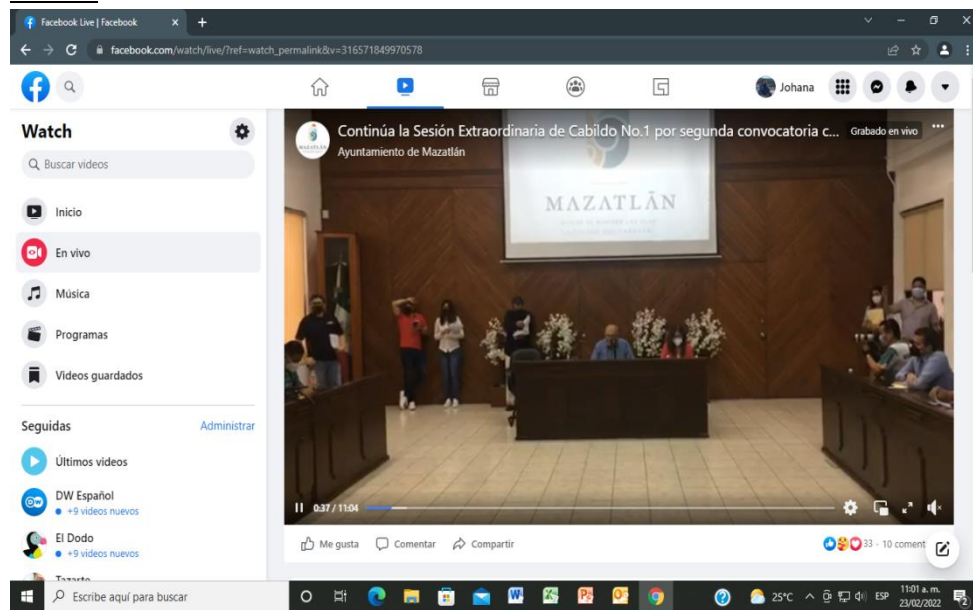 Facebook Live | Facebook
facebook.com/watch/live/?ref=watch_permalink&v=316571849970578
Johana
Watch
Buscar videos
Inicio
En vivo
Música
Programas
Videos guardados
Seguidas
Administrar
Últimos videos
DW Español
+9 videos nuevos
El Dodo
+9 videos nuevos
Continúa la Sesión Extraordinaria de Cabildo No.1 por segunda convocatoria c...
Ayuntamiento de Mazatlán
Grabado en vivo
MAZATLÁN
0:37 / 11:04
Me gusta
Comentar
Compartir
33 · 10 coment
Escribe aquí para buscar
25°C
ESP
11:01 a. m.
23/02/2022